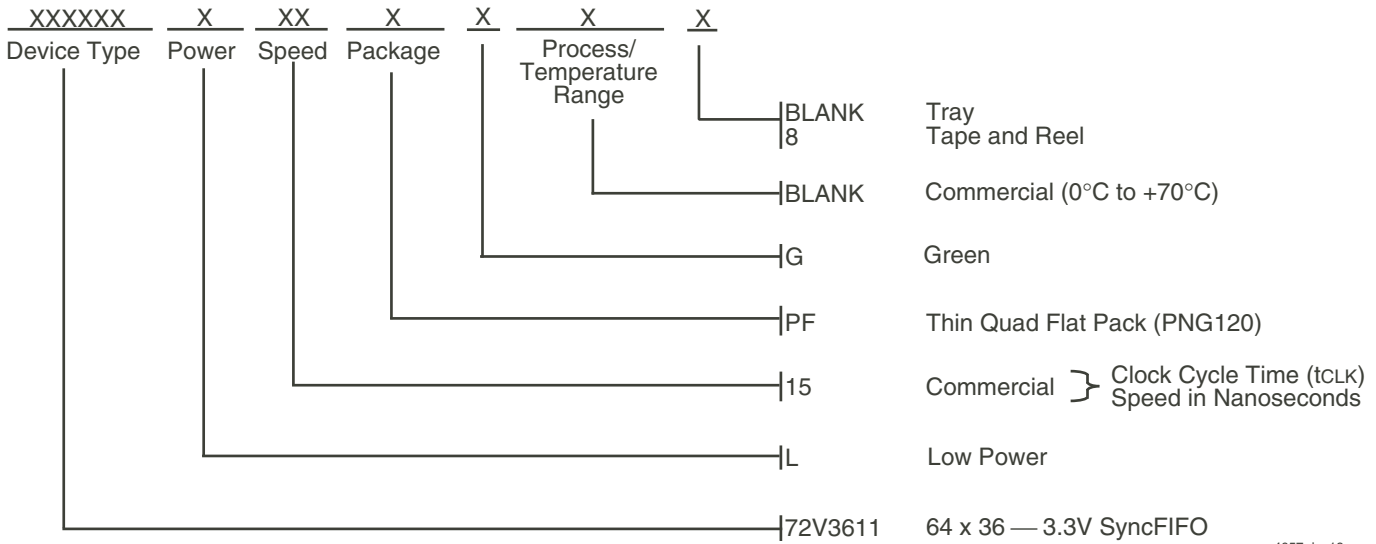 XXXXXX X XX X X X X
Device Type Power Speed Package Process/
Temperature
Range
BLANK Tray
8 Tape and Reel
BLANK Commercial (0°C to +70°C)
G Green
PF Thin Quad Flat Pack (PNG120)
15 Commercial } Clock Cycle Time (tCLK)
Speed in Nanoseconds
L Low Power
72V3611 64 x 36 — 3.3V SyncFIFO